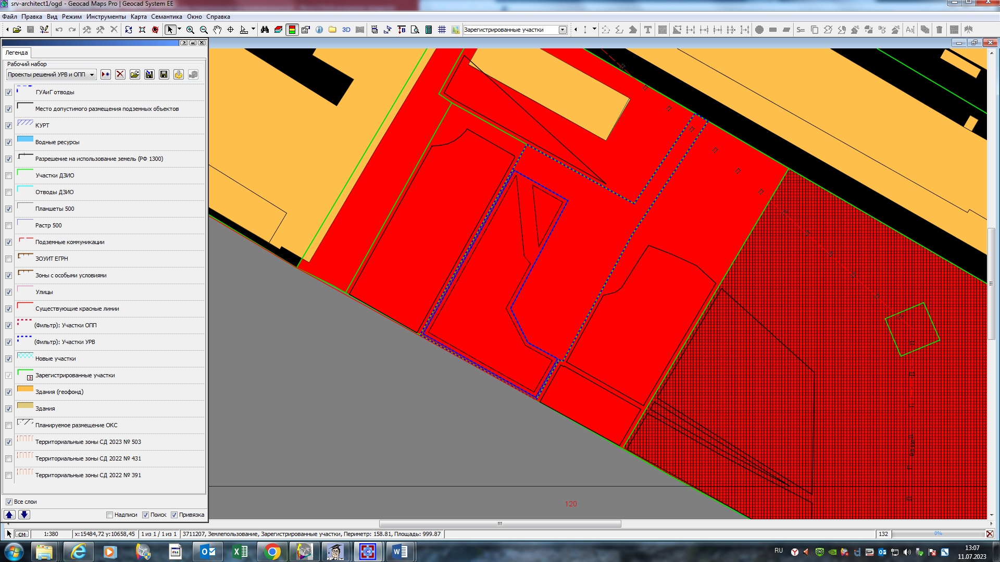 srv-architect1/ogd - Geocad Maps Pro | Geocad System EE
Файл Правка Вид Режим Инструменты Карта Семантика Окно Справка
3D Зарегистрированные участки
Легенда
Рабочий набор
Проекты решений УРВ и ОПП
ГУАиГ отводы
Место допустимого размещения подземных объектов
КУРТ
Водные ресурсы
Разрешение на использование земель (РФ 1300)
Участки ДЗИО
Отводы ДЗИО
Планшеты 500
Растр 500
Подземные коммуникации
ЗОУИТ ЕГРН
Зоны с особыми условиями
Улицы
Существующие красные линии
(Фильтр): Участки ОПП
(Фильтр): Участки УРВ
Новые участки
a Зарегистрированные участки
Здания (геофонд)
Здания
Планируемое размещение ОКС
Территориальные зоны СД 2023 № 503
Территориальные зоны СД 2022 № 431
Территориальные зоны СД 2022 № 391
Все слои
Надписи Поиск Привязка
120
см 1:380 x:15484,72 y:10658,45 1 из 1 / 1 из 1 3711207, Землепользование, Зарегистрированные участки, Периметр: 158.81, Площадь: 999.87 132 0%
RU 13:07
11.07.2023